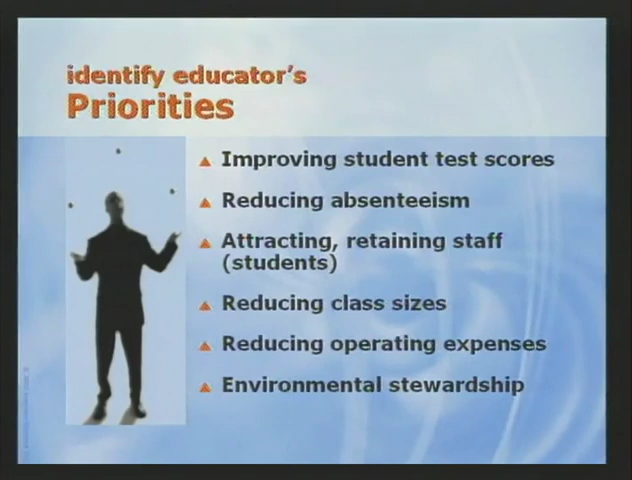 identify educator's
Priorities
Improving student test scores
Reducing absenteeism
Attracting, retaining staff
(students)
Reducing class sizes
Reducing operating expenses
Environmental stewardship